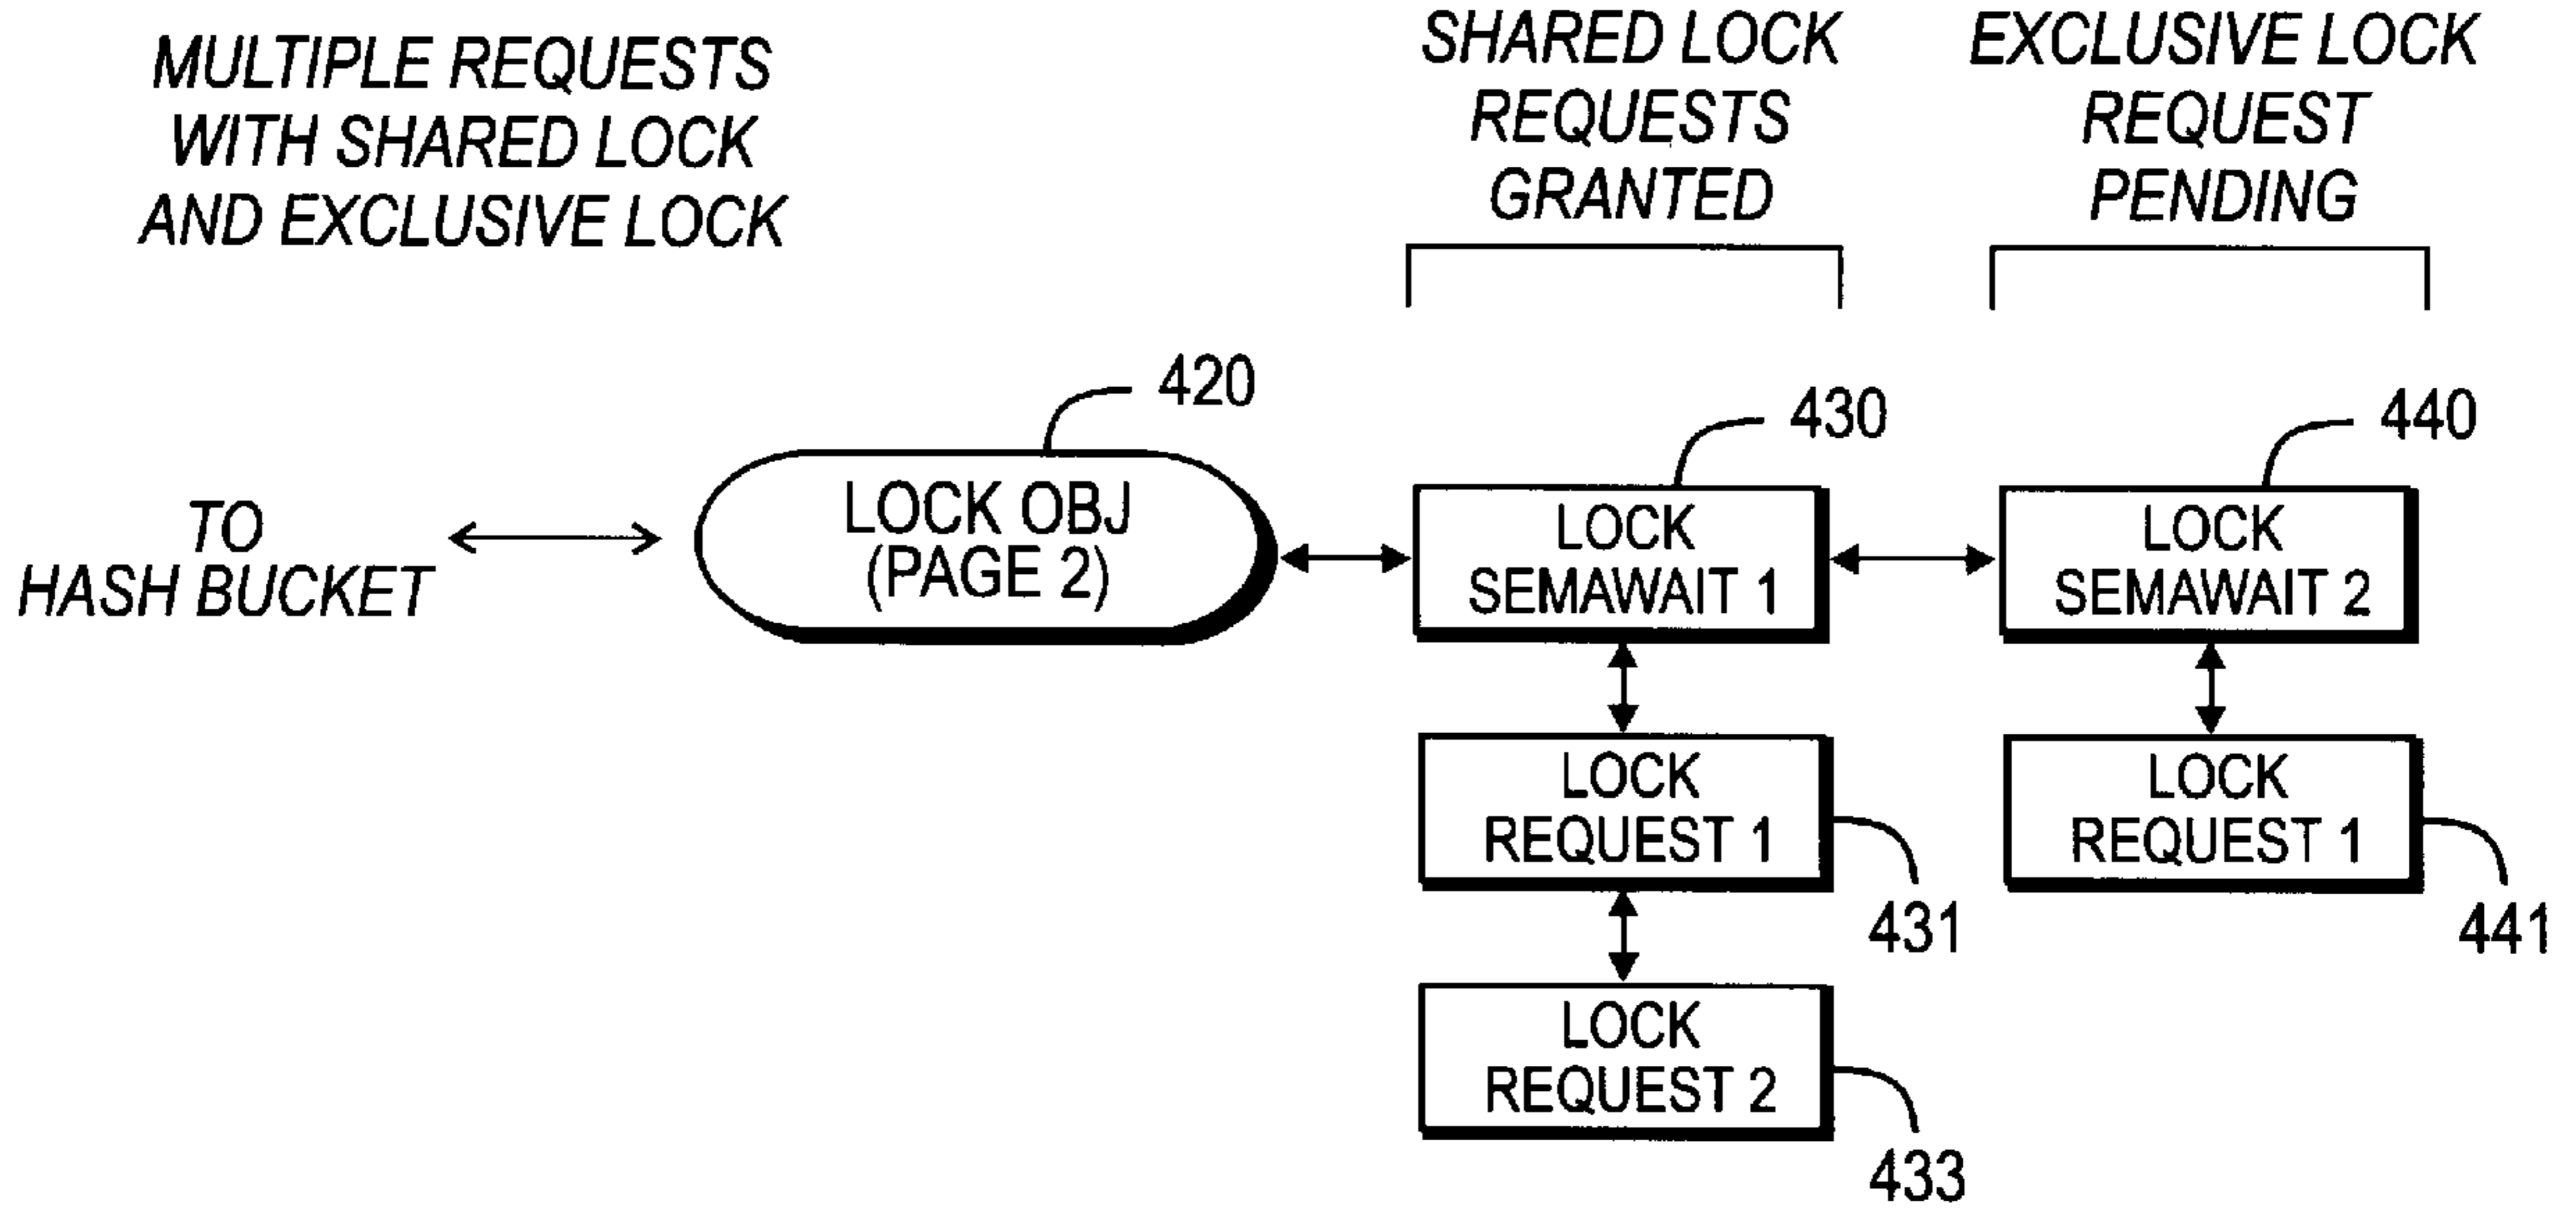 MULTIPLE REQUESTS
WITH SHARED LOCK
AND EXCLUSIVE LOCK
SHARED LOCK
REQUESTS
GRANTED
EXCLUSIVE LOCK
REQUEST
PENDING
TO
HASH BUCKET
420
LOCK OBJ
(PAGE 2)
430
LOCK
SEMAWAIT 1
440
LOCK
SEMAWAIT 2
LOCK
REQUEST 1
431
LOCK
REQUEST 1
441
LOCK
REQUEST 2
433